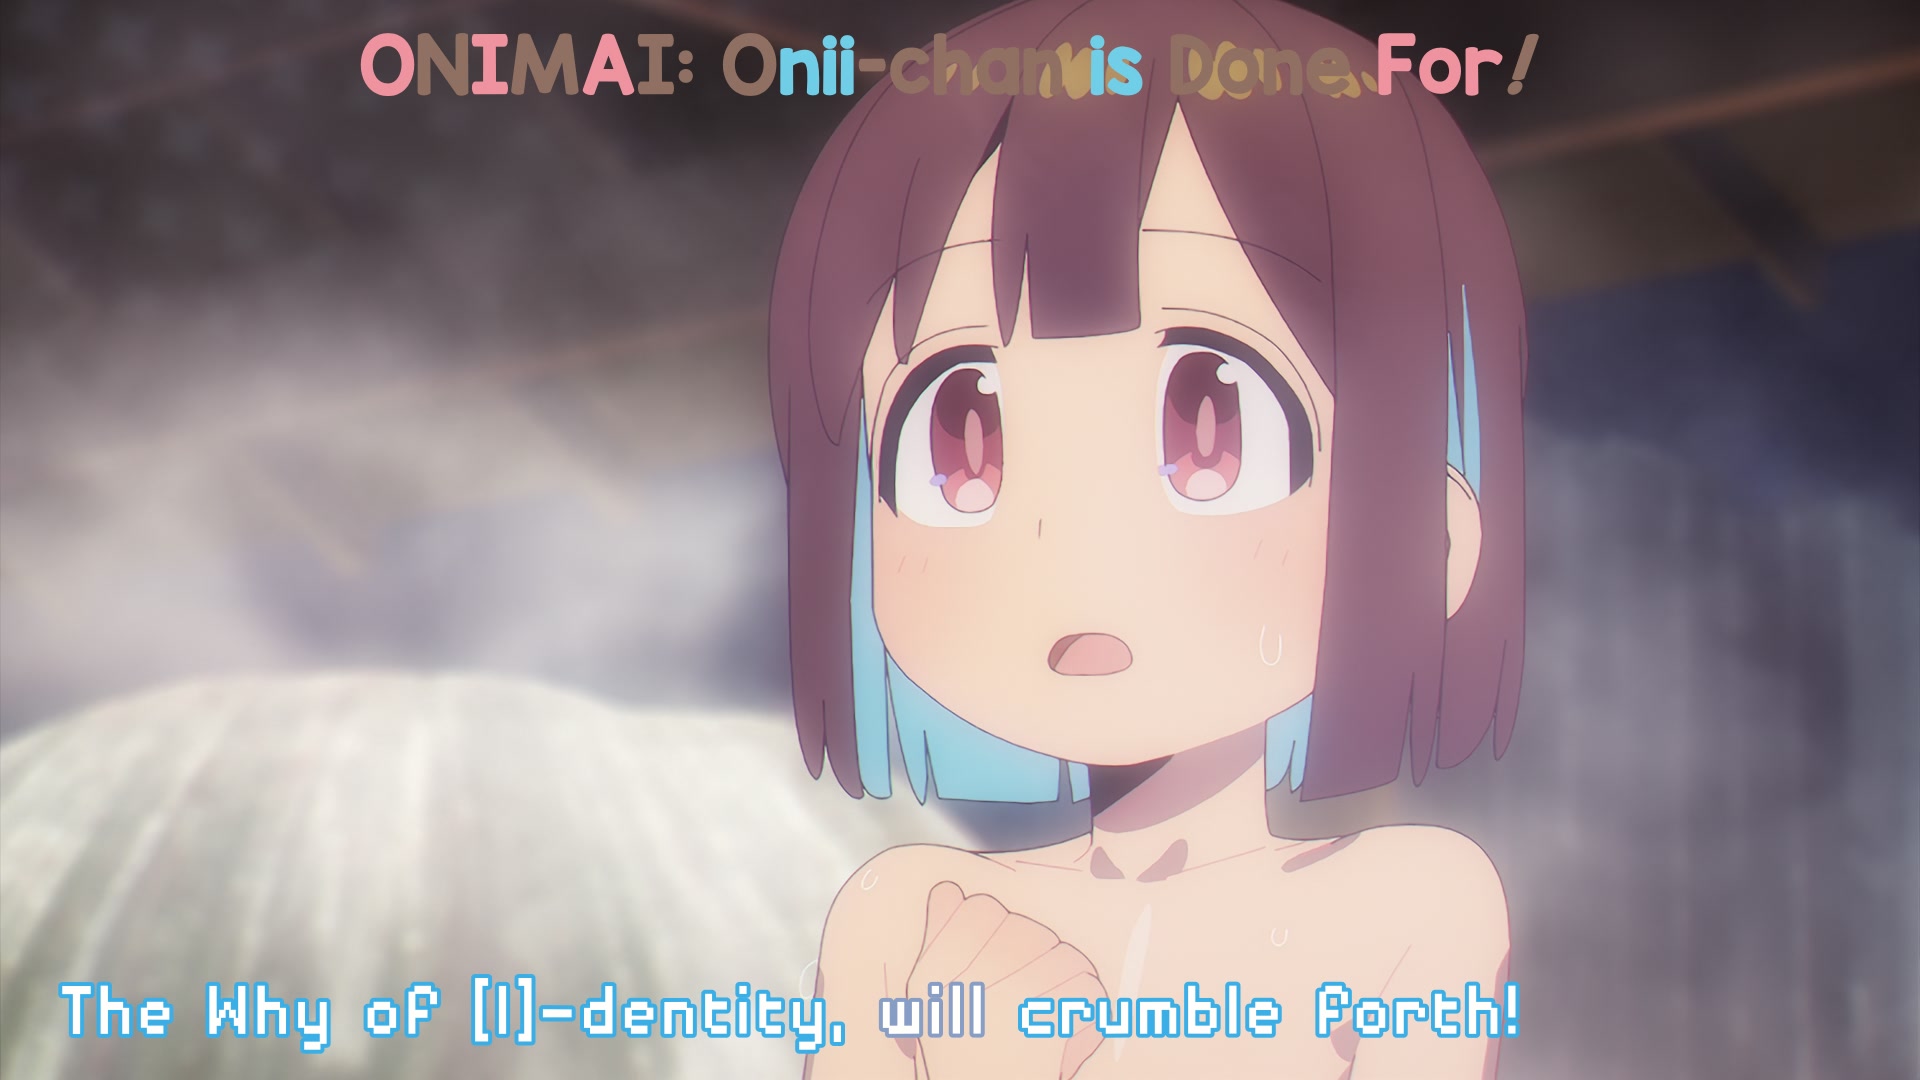 ONIMAI: Onii-chan is Done For!
The Why of [I]-dentity, will crumble forth!